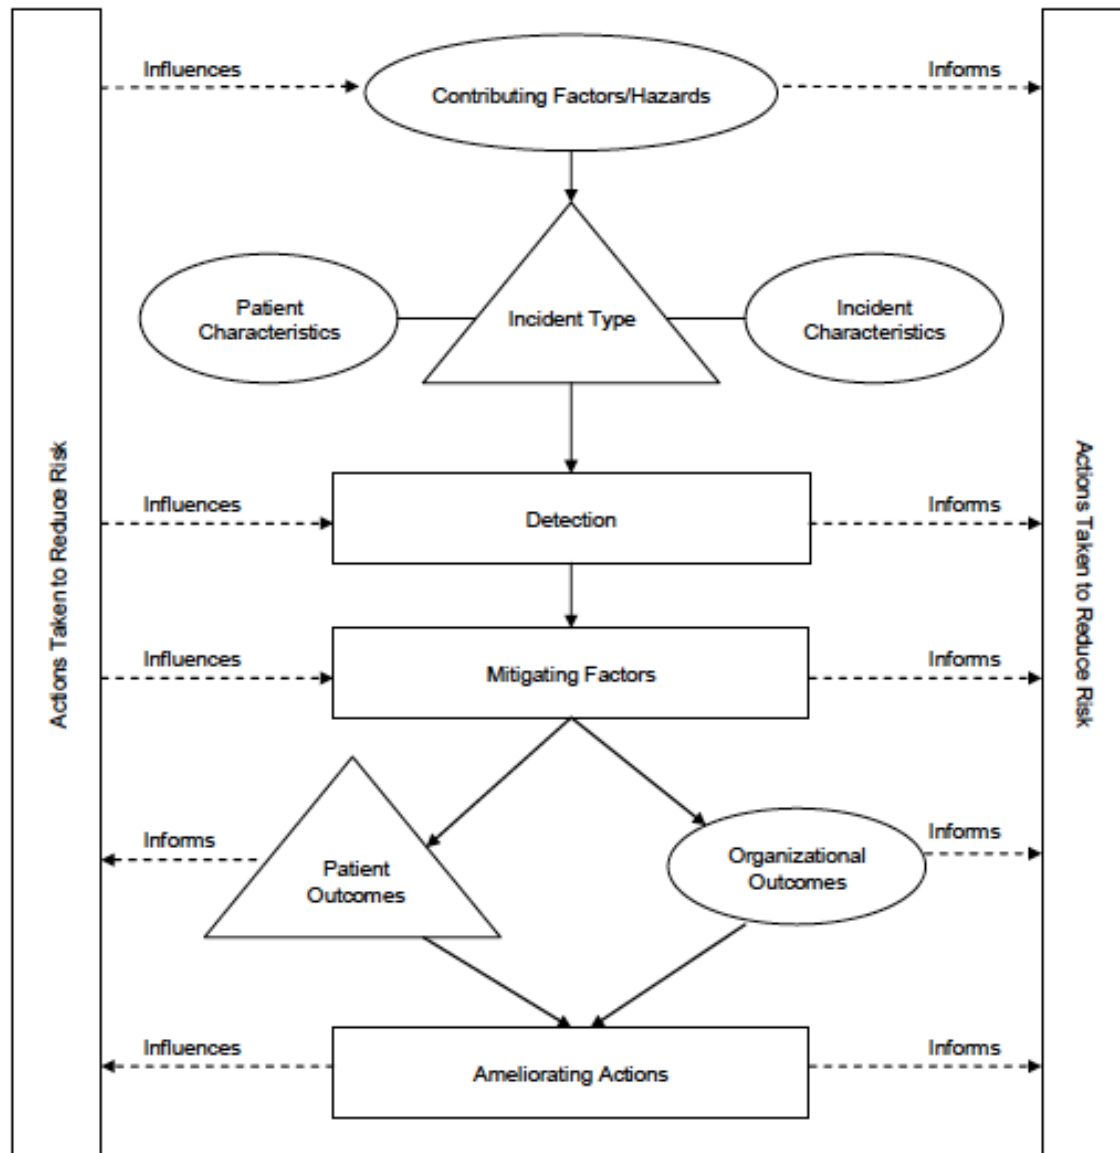 Influences
Contributing Factors/Hazards
Informs
Patient
Characteristics
Incident Type
Incident
Characteristics
Actions Taken to Reduce Risk
Actions Taken to Reduce Risk
Influences
Detection
Informs
Influences
Mitigating Factors
Informs
Informs
Patient
Outcomes
Organizational
Outcomes
Informs
Influences
Ameliorating Actions
Informs